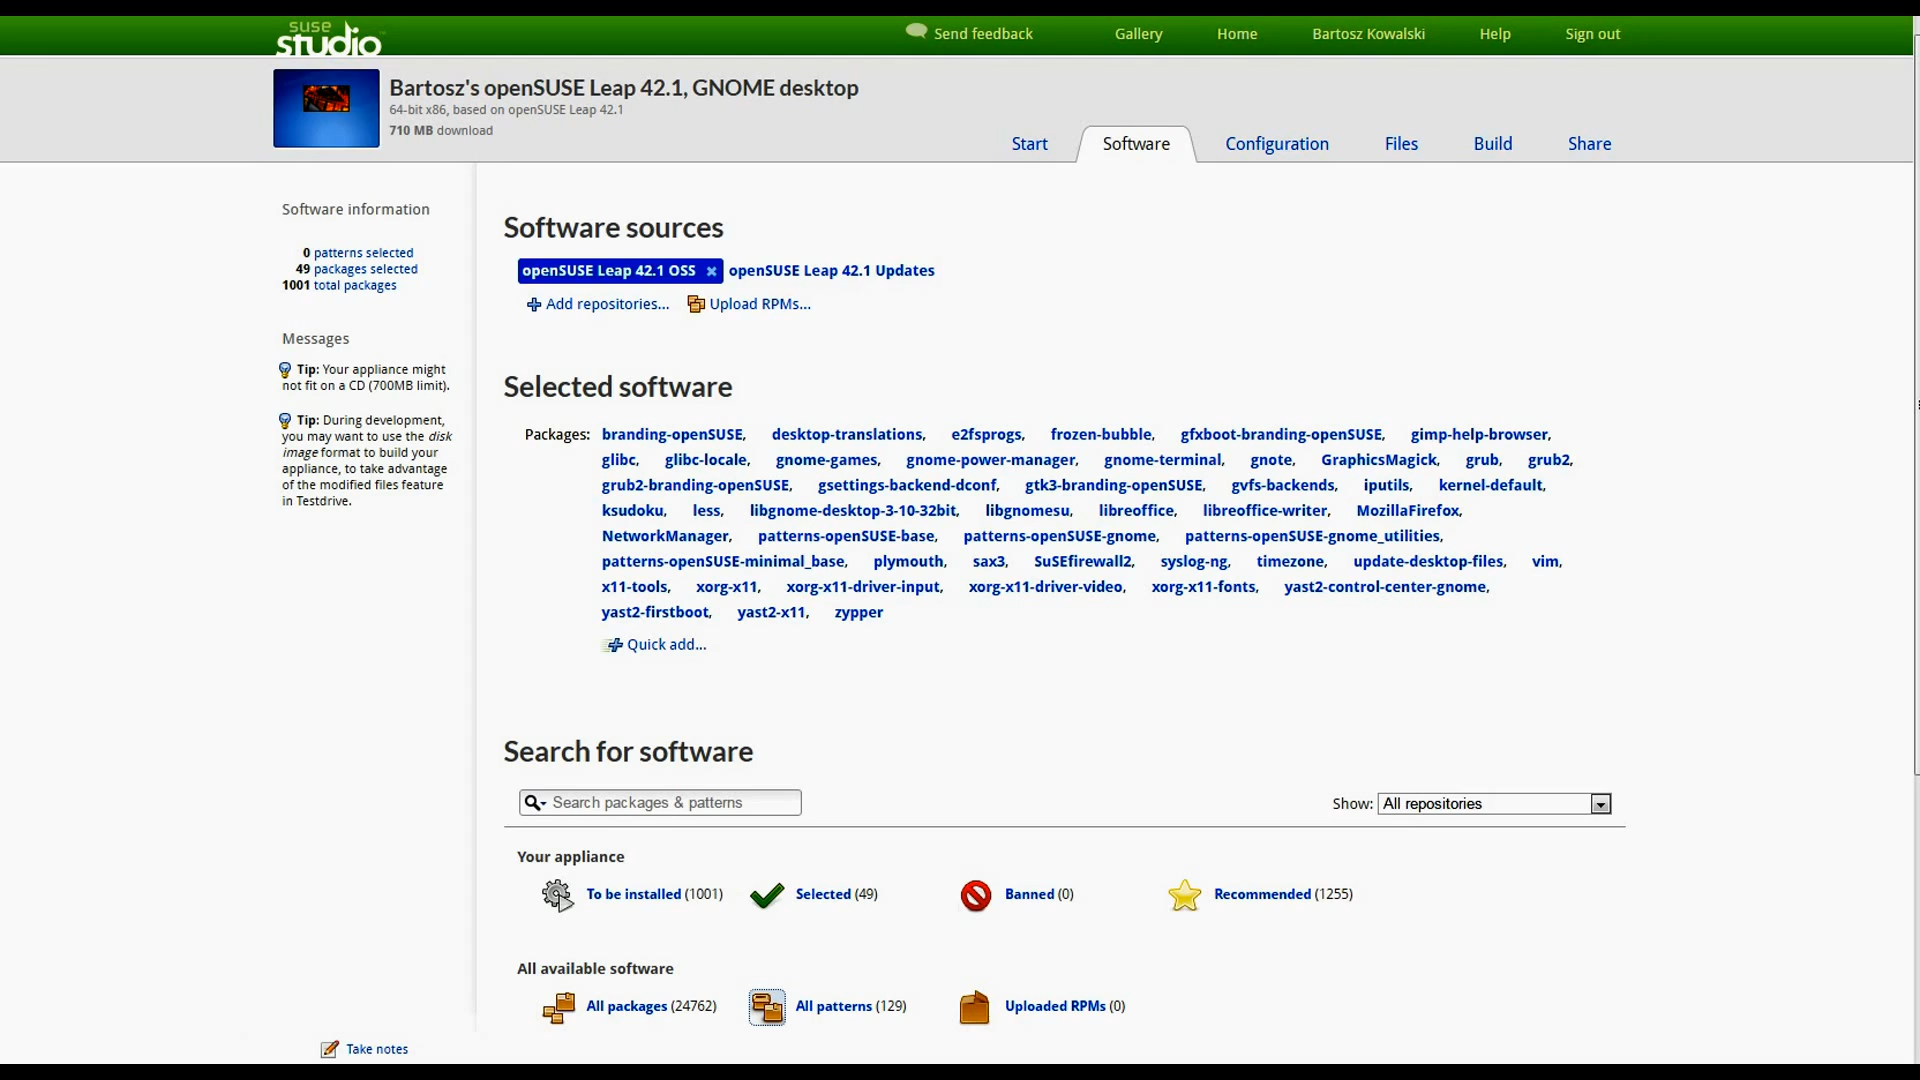 suse studio
Send feedback Gallery Home Bartosz Kowalski Help Sign out
Bartosz's openSUSE Leap 42.1, GNOME desktop
64-bit x86, based on openSUSE Leap 42.1
710 MB download
Start Software Configuration Files Build Share
Software information
0 patterns selected
49 packages selected
1001 total packages
Messages
Tip: Your appliance might
not fit on a CD (700MB limit).
Tip: During development,
you may want to use the disk
image format to build your
appliance, to take advantage
of the modified files feature
in Testdrive.
Software sources
openSUSE Leap 42.1 OSS × openSUSE Leap 42.1 Updates
Add repositories... Upload RPMs...
Selected software
Packages: branding-openSUSE, desktop-translations, e2fsprogs, frozen-bubble, gfxboot-branding-openSUSE, gimp-help-browser,
glibc, glibc-locale, gnome-games, gnome-power-manager, gnome-terminal, gnote, GraphicsMagick, grub, grub2,
grub2-branding-openSUSE, gsettings-backend-dconf, gtk3-branding-openSUSE, gvfs-backends, iputils, kernel-default,
ksudoku, less, libgnome-desktop-3-10-32bit, libgnomesu, libreoffice, libreoffice-writer, MozillaFirefox,
NetworkManager, patterns-openSUSE-base, patterns-openSUSE-gnome, patterns-openSUSE-gnome_utilities,
patterns-openSUSE-minimal_base, plymouth, sax3, SuSEfirewall2, syslog-ng, timezone, update-desktop-files, vim,
x11-tools, xorg-x11, xorg-x11-driver-input, xorg-x11-driver-video, xorg-x11-fonts, yast2-control-center-gnome,
yast2-firstboot, yast2-x11, zypper
Quick add...
Search for software
Search packages & patterns Show: All repositories
Your appliance
To be installed (1001) Selected (49) Banned (0) Recommended (1255)
All available software
All packages (24762) All patterns (129) Uploaded RPMs (0)
Take notes